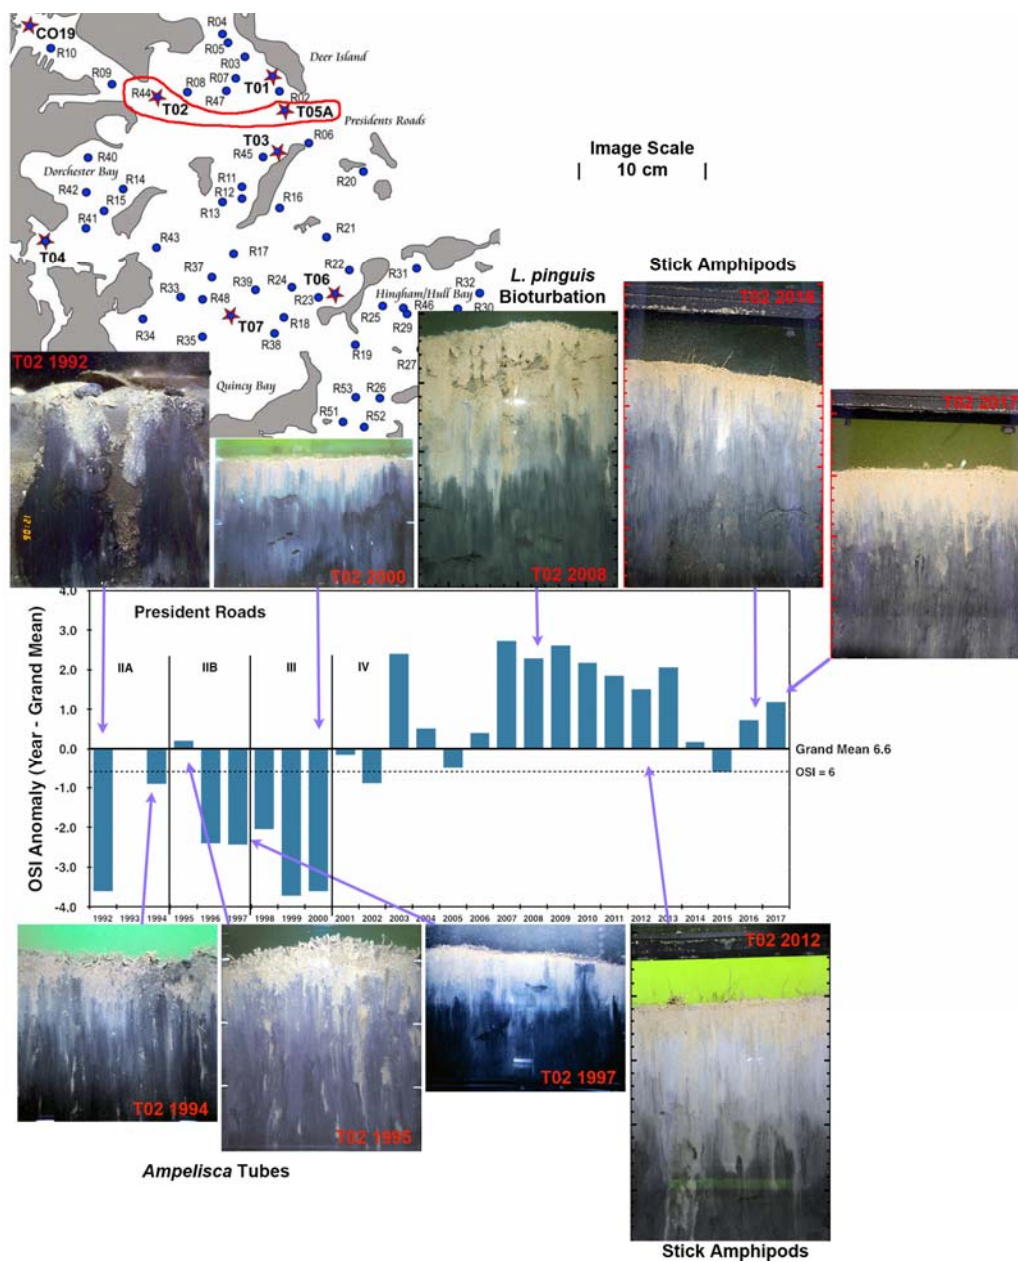 CO19
R10
R04
R05
R03
Deer Island
R09
R44
T02
R08
R07
R47
T01
R02
T05A
Presidents Roads
R06
T03
R45
R40
Dorchester Bay
R42
R14
R15
R41
T04
R11
R12
R13
R16
R20
R21
R43
R17
R37
R39
R24
R22
T06
R31
R33
R48
R23
Hingham/Hull Bay
R32
R25
R46
R30
R29
R34
T07
R18
R35
R38
R19
R27
Quincy Bay
R53
R26
R51
R52
Image Scale
10 cm
L. pinguis
Bioturbation
Stick Amphipods
T02 1992
T02 2000
T02 2008
T02 2016
T02 2017
OSI Anomaly (Year - Grand Mean)
4.0
3.0
2.0
1.0
0.0
-1.0
-2.0
-3.0
-4.0
President Roads
IIA
IIB
III
IV
Grand Mean 6.6
OSI = 6
1992 1993 1994 1995 1996 1997 1998 1999 2000 2001 2002 2003 2004 2005 2006 2007 2008 2009 2010 2011 2012 2013 2014 2015 2016 2017
T02 1994
T02 1995
T02 1997
T02 2012
Ampelisca Tubes
Stick Amphipods